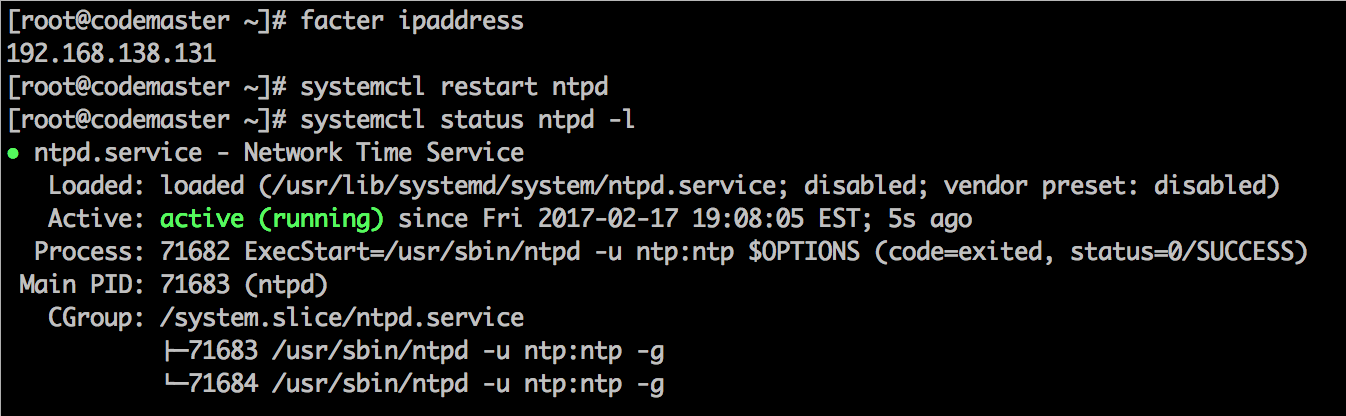 [root@codemaster ~]# facter ipaddress
192.168.138.131
[root@codemaster ~]# systemctl restart ntpd
[root@codemaster ~]# systemctl status ntpd -l
● ntpd.service - Network Time Service
   Loaded: loaded (/usr/lib/systemd/system/ntpd.service; disabled; vendor preset: disabled)
   Active: active (running) since Fri 2017-02-17 19:08:05 EST; 5s ago
  Process: 71682 ExecStart=/usr/sbin/ntpd -u ntp:ntp $OPTIONS (code=exited, status=0/SUCCESS)
 Main PID: 71683 (ntpd)
   CGroup: /system.slice/ntpd.service
           ├─71683 /usr/sbin/ntpd -u ntp:ntp -g
           └─71684 /usr/sbin/ntpd -u ntp:ntp -g